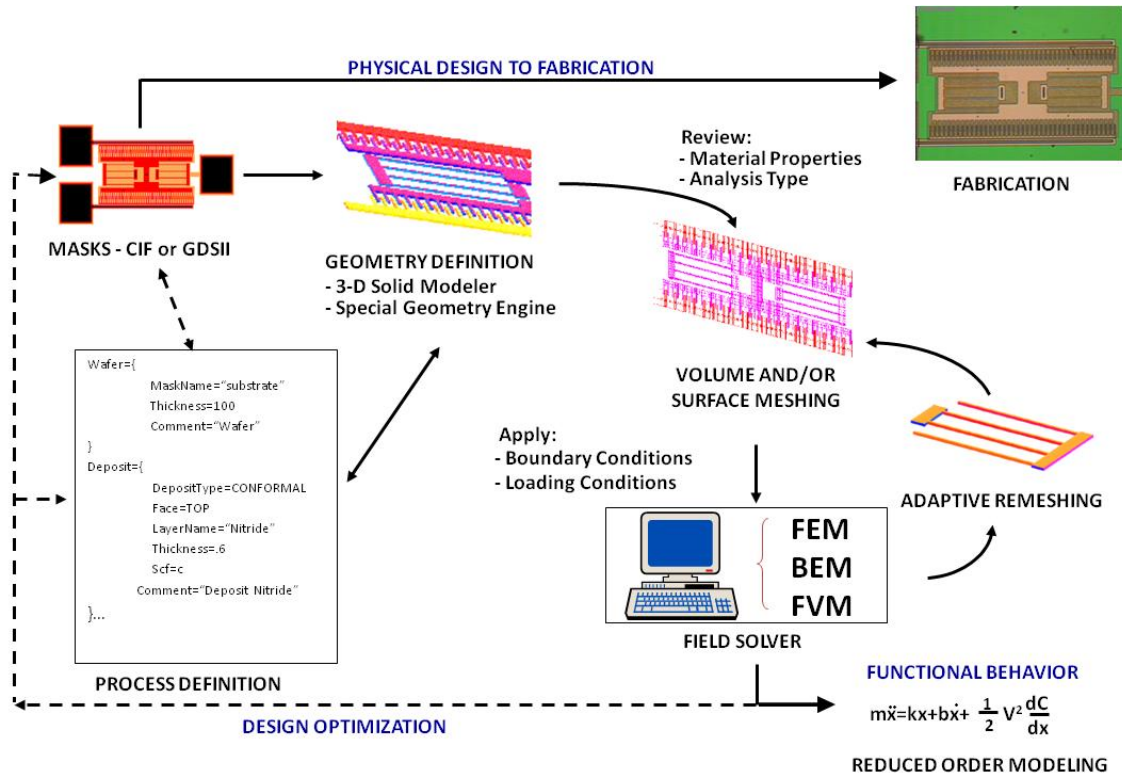 PHYSICAL DESIGN TO FABRICATION
FABRICATION
MASKS - CIF or GDSII
GEOMETRY DEFINITION
- 3-D Solid Modeler
- Special Geometry Engine
Review:
- Material Properties
- Analysis Type
VOLUME AND/OR
SURFACE MESHING
Wafer={
MaskName="substrate"
Thickness=100
Comment="Wafer"
}
Deposit={
DepositType=CONFORMAL
Face=TOP
LayerName="Nitride"
Thickness=.6
Scf=c
Comment="Deposit Nitride"
}...
PROCESS DEFINITION
Apply:
- Boundary Conditions
- Loading Conditions
ADAPTIVE REMESHING
FEM
BEM
FVM
FIELD SOLVER
DESIGN OPTIMIZATION
FUNCTIONAL BEHAVIOR
mẍ=kx+bẋ+ 1/2 V² dC/dx
REDUCED ORDER MODELING